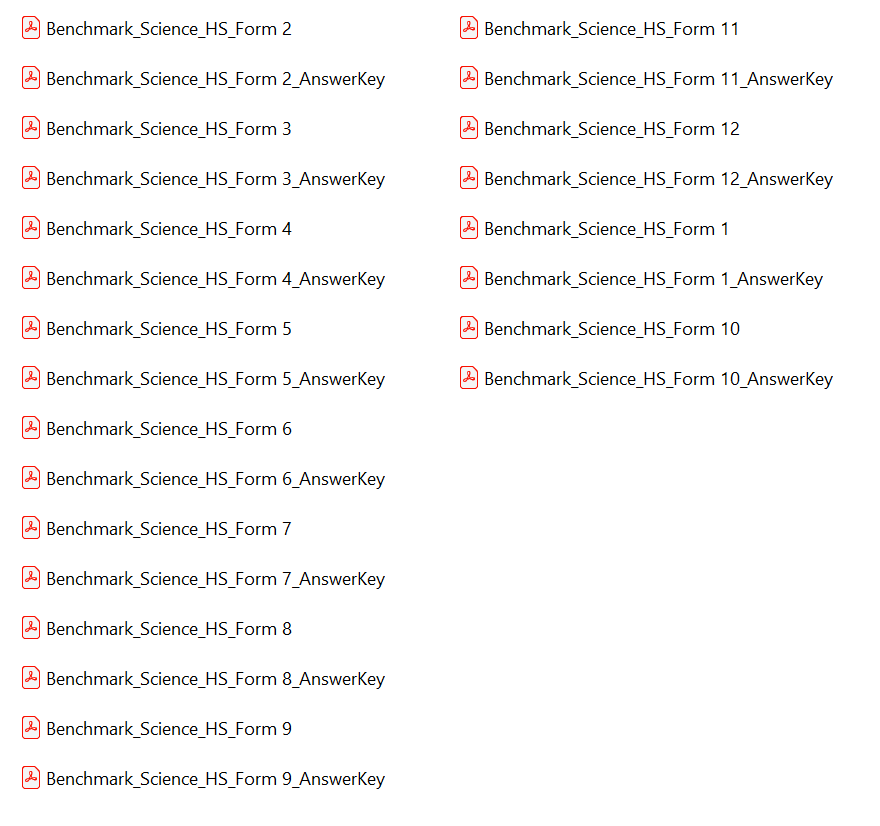 Benchmark_Science_HS_Form 2
Benchmark_Science_HS_Form 2_AnswerKey
Benchmark_Science_HS_Form 3
Benchmark_Science_HS_Form 3_AnswerKey
Benchmark_Science_HS_Form 4
Benchmark_Science_HS_Form 4_AnswerKey
Benchmark_Science_HS_Form 5
Benchmark_Science_HS_Form 5_AnswerKey
Benchmark_Science_HS_Form 6
Benchmark_Science_HS_Form 6_AnswerKey
Benchmark_Science_HS_Form 7
Benchmark_Science_HS_Form 7_AnswerKey
Benchmark_Science_HS_Form 8
Benchmark_Science_HS_Form 8_AnswerKey
Benchmark_Science_HS_Form 9
Benchmark_Science_HS_Form 9_AnswerKey
Benchmark_Science_HS_Form 11
Benchmark_Science_HS_Form 11_AnswerKey
Benchmark_Science_HS_Form 12
Benchmark_Science_HS_Form 12_AnswerKey
Benchmark_Science_HS_Form 1
Benchmark_Science_HS_Form 1_AnswerKey
Benchmark_Science_HS_Form 10
Benchmark_Science_HS_Form 10_AnswerKey